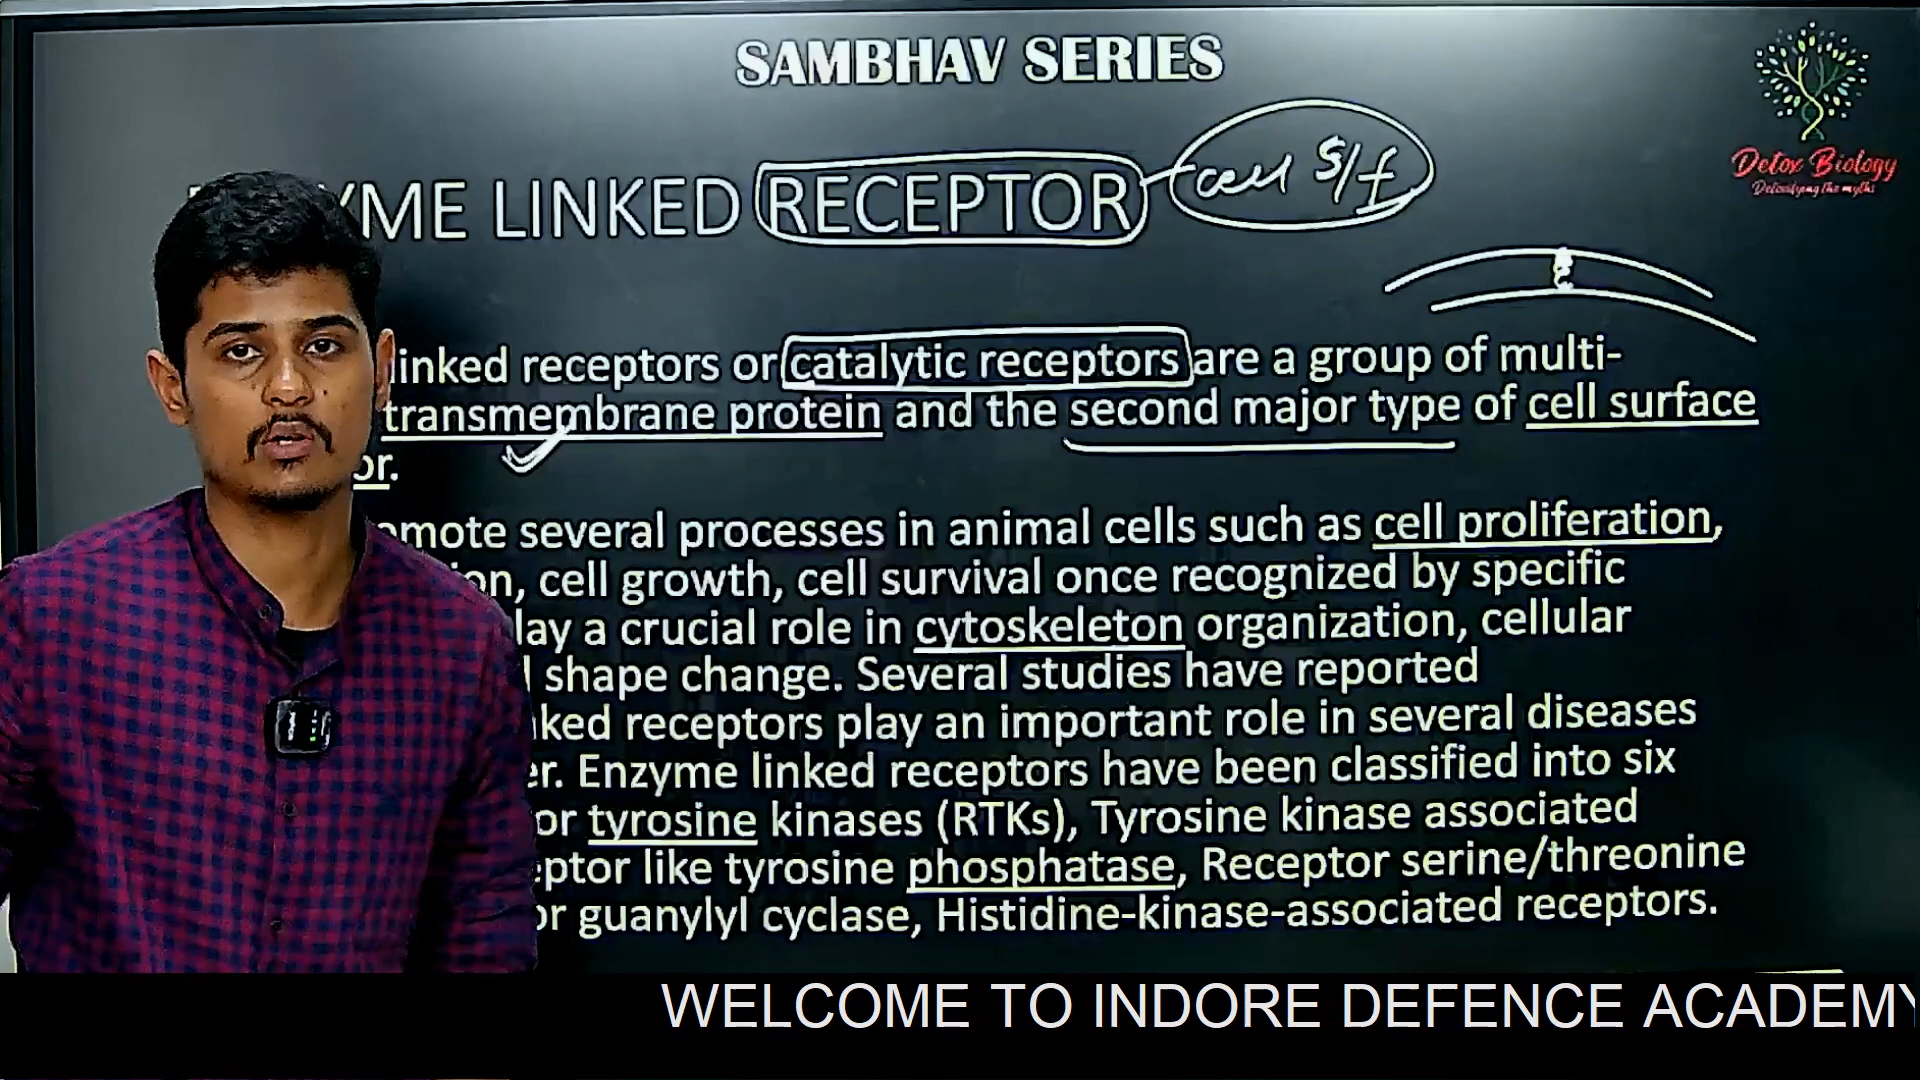 SAMBHAV SERIES
Detox Biology
Detoxifying the myths
YME LINKED RECEPTOR
cell s/f
linked receptors or catalytic receptors are a group of multi-
transmembrane protein and the second major type of cell surface
or.
omote several processes in animal cells such as cell proliferation,
on, cell growth, cell survival once recognized by specific
lay a crucial role in cytoskeleton organization, cellular
shape change. Several studies have reported
nked receptors play an important role in several diseases
er. Enzyme linked receptors have been classified into six
or tyrosine kinases (RTKs), Tyrosine kinase associated
eptor like tyrosine phosphatase, Receptor serine/threonine
or guanylyl cyclase, Histidine-kinase-associated receptors.
WELCOME TO INDORE DEFENCE ACADEMY